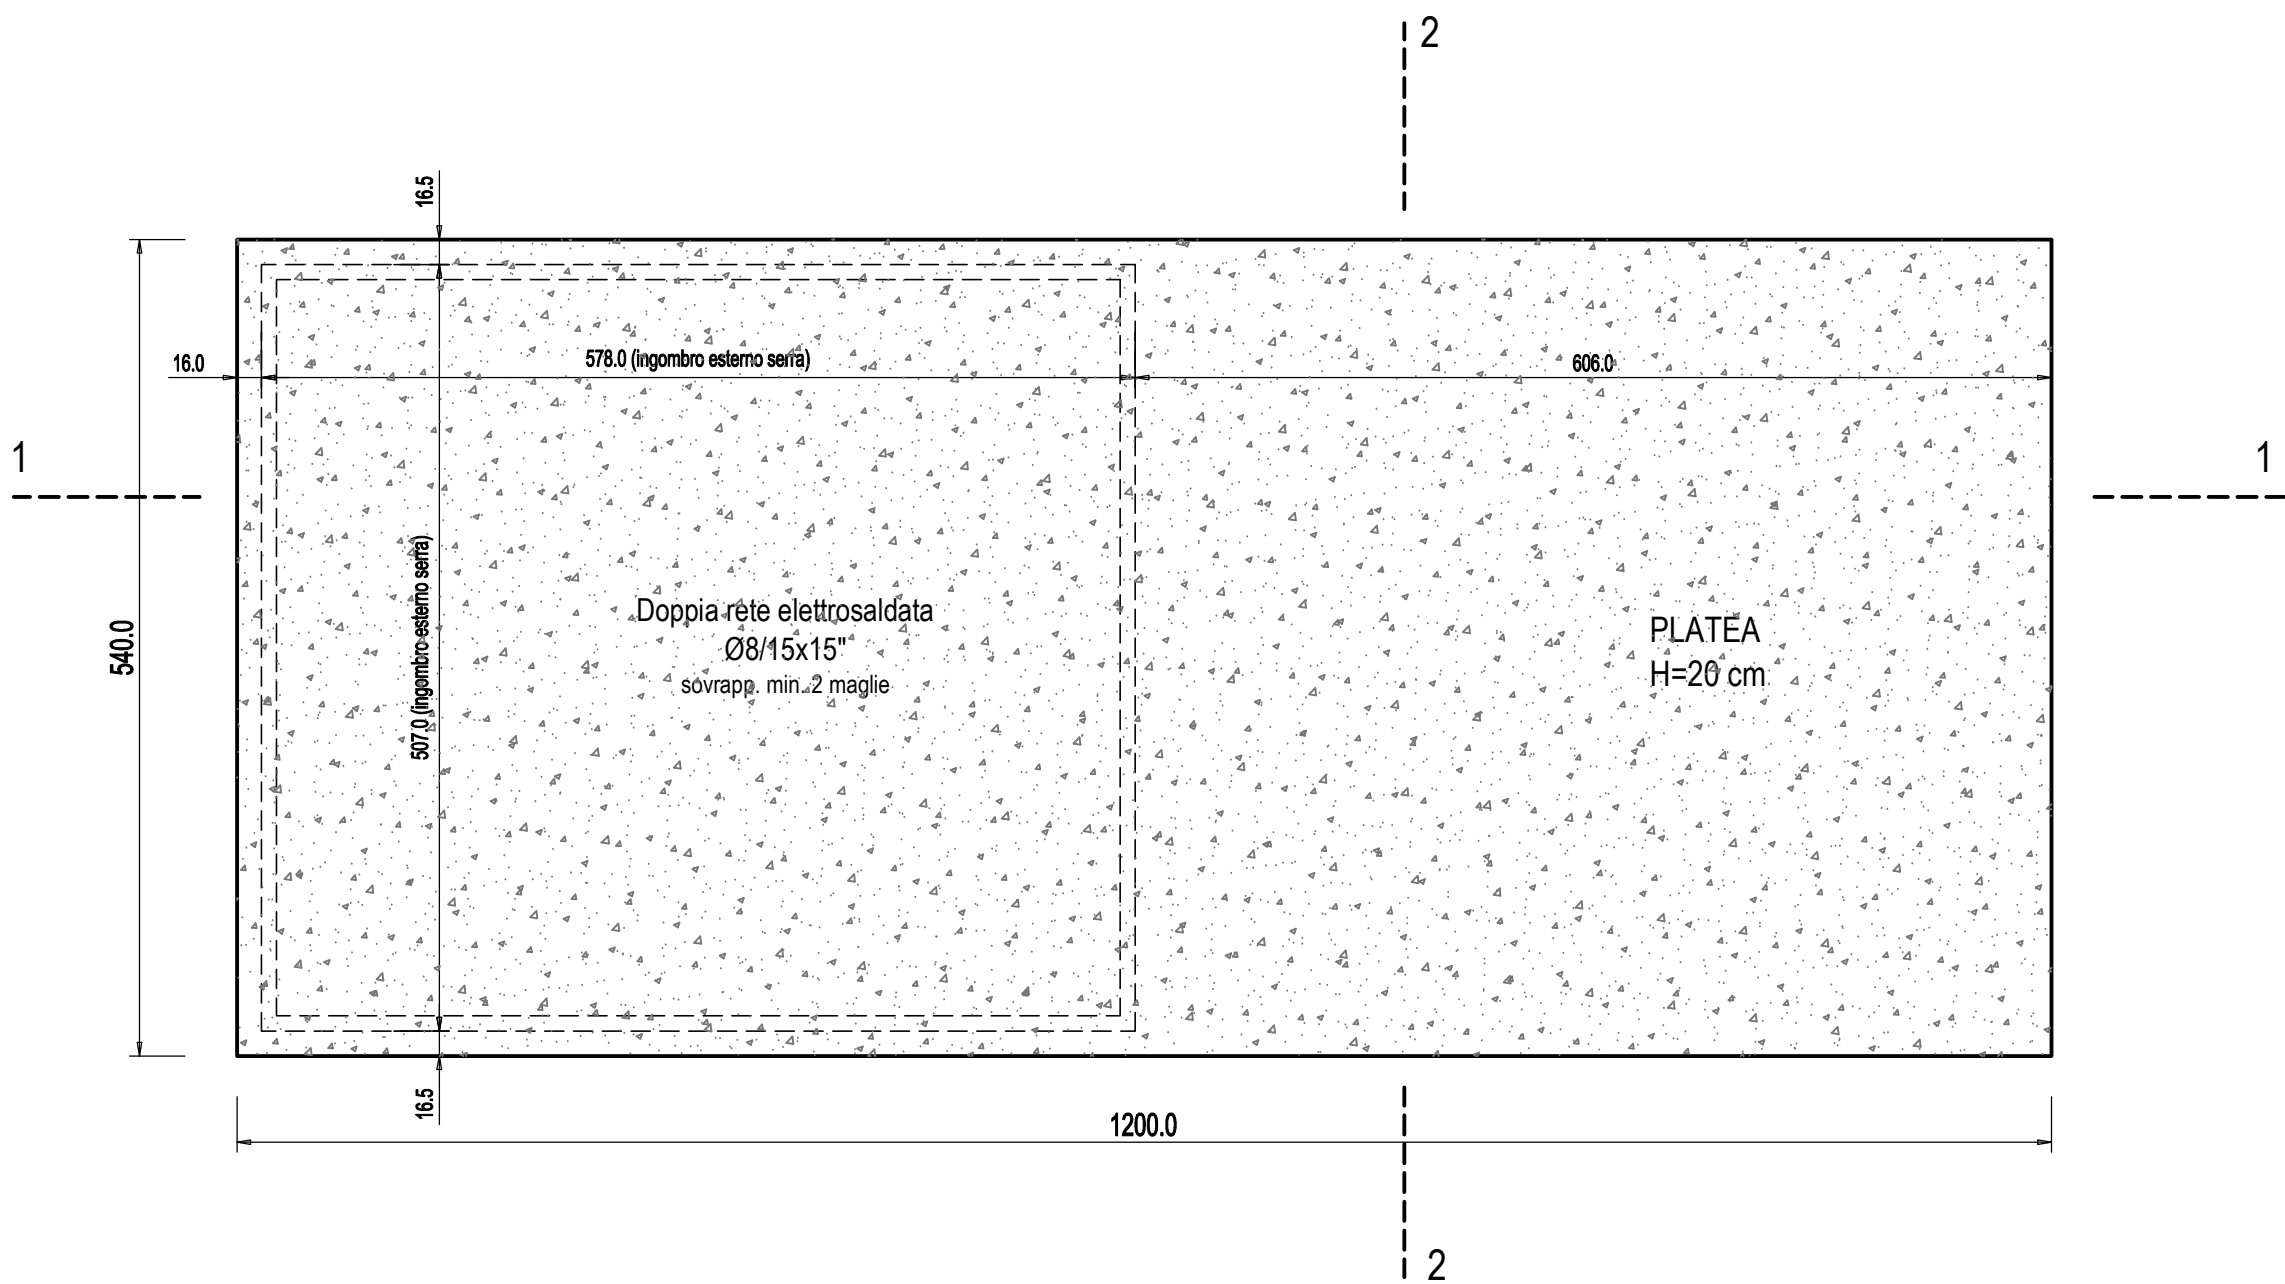 2
16.5
578.0 (ingombro esterno serra)
16.0
606.0
1
1
507.0 (ingombro esterno serra)
540.0
Doppia rete elettrosaldata
Ø8/15x15"
sovrapp. min. 2 maglie
PLATEA
H=20 cm
16.5
1200.0
2